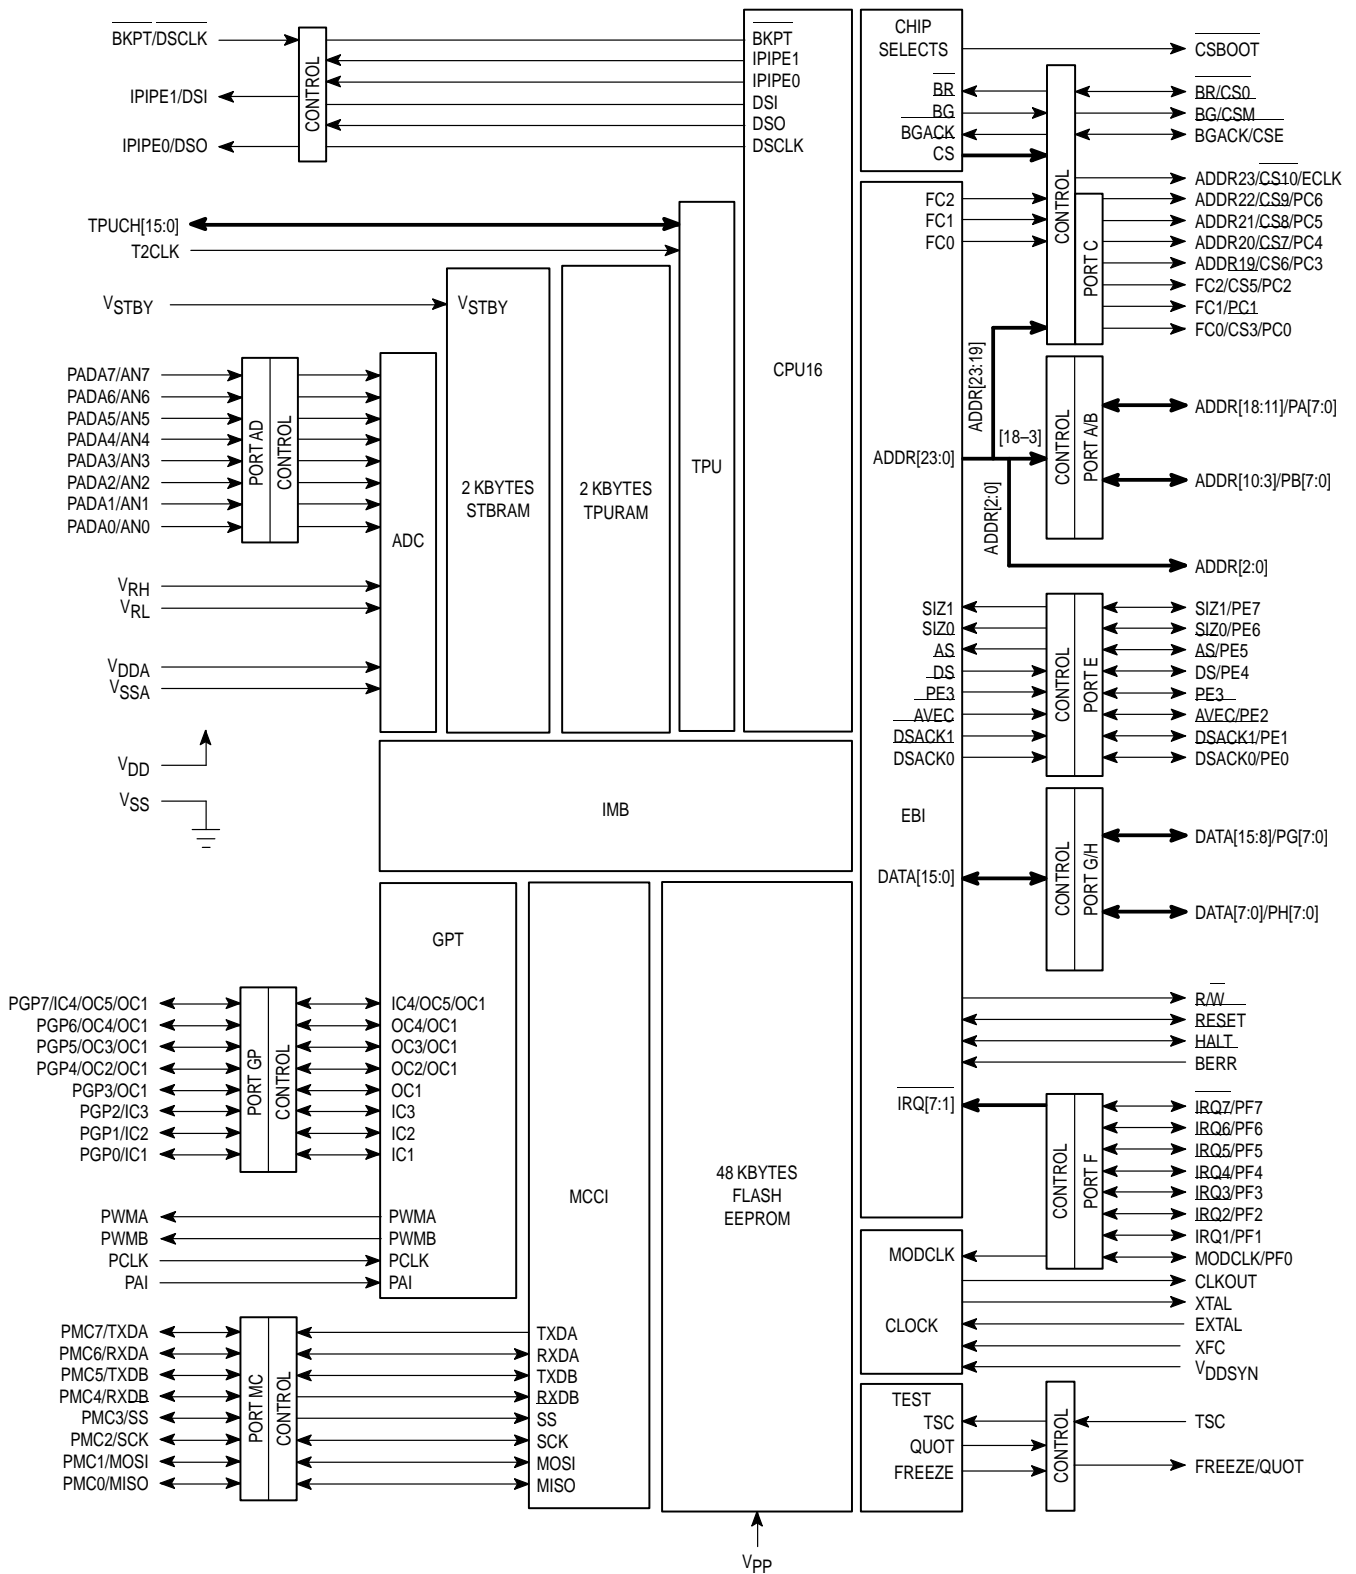 BKPT/DSCLK
IPIPE1/DSI
IPIPE0/DSO
CONTROL
BKPT
IPIPE1
IPIPE0
DSI
DSO
DSCLK
CPU16
TPUCH[15:0]
T2CLK
TPU
VSTBY
VSTBY
2 KBYTES
STBRAM
2 KBYTES
TPURAM
PADA7/AN7
PADA6/AN6
PADA5/AN5
PADA4/AN4
PADA3/AN3
PADA2/AN2
PADA1/AN1
PADA0/AN0
PORT AD
CONTROL
ADC
VRH
VRL
VDDA
VSSA
VDD
VSS
IMB
CHIP
SELECTS
BR
BG
BGACK
CS
FC2
FC1
FC0
CONTROL
PORT C
CSBOOT
BR/CS0
BG/CSM
BGACK/CSE
ADDR23/CS10/ECLK
ADDR22/CS9/PC6
ADDR21/CS8/PC5
ADDR20/CS7/PC4
ADDR19/CS6/PC3
FC2/CS5/PC2
FC1/PC1
FC0/CS3/PC0
ADDR[23:0]
ADDR[23:19]
[18–3]
ADDR[2:0]
CONTROL
PORT A/B
ADDR[18:11]/PA[7:0]
ADDR[10:3]/PB[7:0]
ADDR[2:0]
SIZ1
SIZ0
AS
DS
PE3
AVEC
DSACK1
DSACK0
CONTROL
PORT E
SIZ1/PE7
SIZ0/PE6
AS/PE5
DS/PE4
PE3
AVEC/PE2
DSACK1/PE1
DSACK0/PE0
EBI
DATA[15:0]
CONTROL
PORT G/H
DATA[15:8]/PG[7:0]
DATA[7:0]/PH[7:0]
R/W
RESET
HALT
BERR
IRQ[7:1]
CONTROL
PORT F
IRQ7/PF7
IRQ6/PF6
IRQ5/PF5
IRQ4/PF4
IRQ3/PF3
IRQ2/PF2
IRQ1/PF1
MODCLK/PF0
MODCLK
CLOCK
CLKOUT
XTAL
EXTAL
XFC
VDDSYN
TEST
TSC
QUOT
FREEZE
CONTROL
TSC
FREEZE/QUOT
GPT
PGP7/IC4/OC5/OC1
PGP6/OC4/OC1
PGP5/OC3/OC1
PGP4/OC2/OC1
PGP3/OC1
PGP2/IC3
PGP1/IC2
PGP0/IC1
PORT GP
CONTROL
IC4/OC5/OC1
OC4/OC1
OC3/OC1
OC2/OC1
OC1
IC3
IC2
IC1
PWMA
PWMB
PCLK
PAI
PWMA
PWMB
PCLK
PAI
MCCI
PMC7/TXDA
PMC6/RXDA
PMC5/TXDB
PMC4/RXDB
PMC3/SS
PMC2/SCK
PMC1/MOSI
PMC0/MISO
PORT MC
CONTROL
TXDA
RXDA
TXDB
RXDB
SS
SCK
MOSI
MISO
48 KBYTES
FLASH
EEPROM
VPP